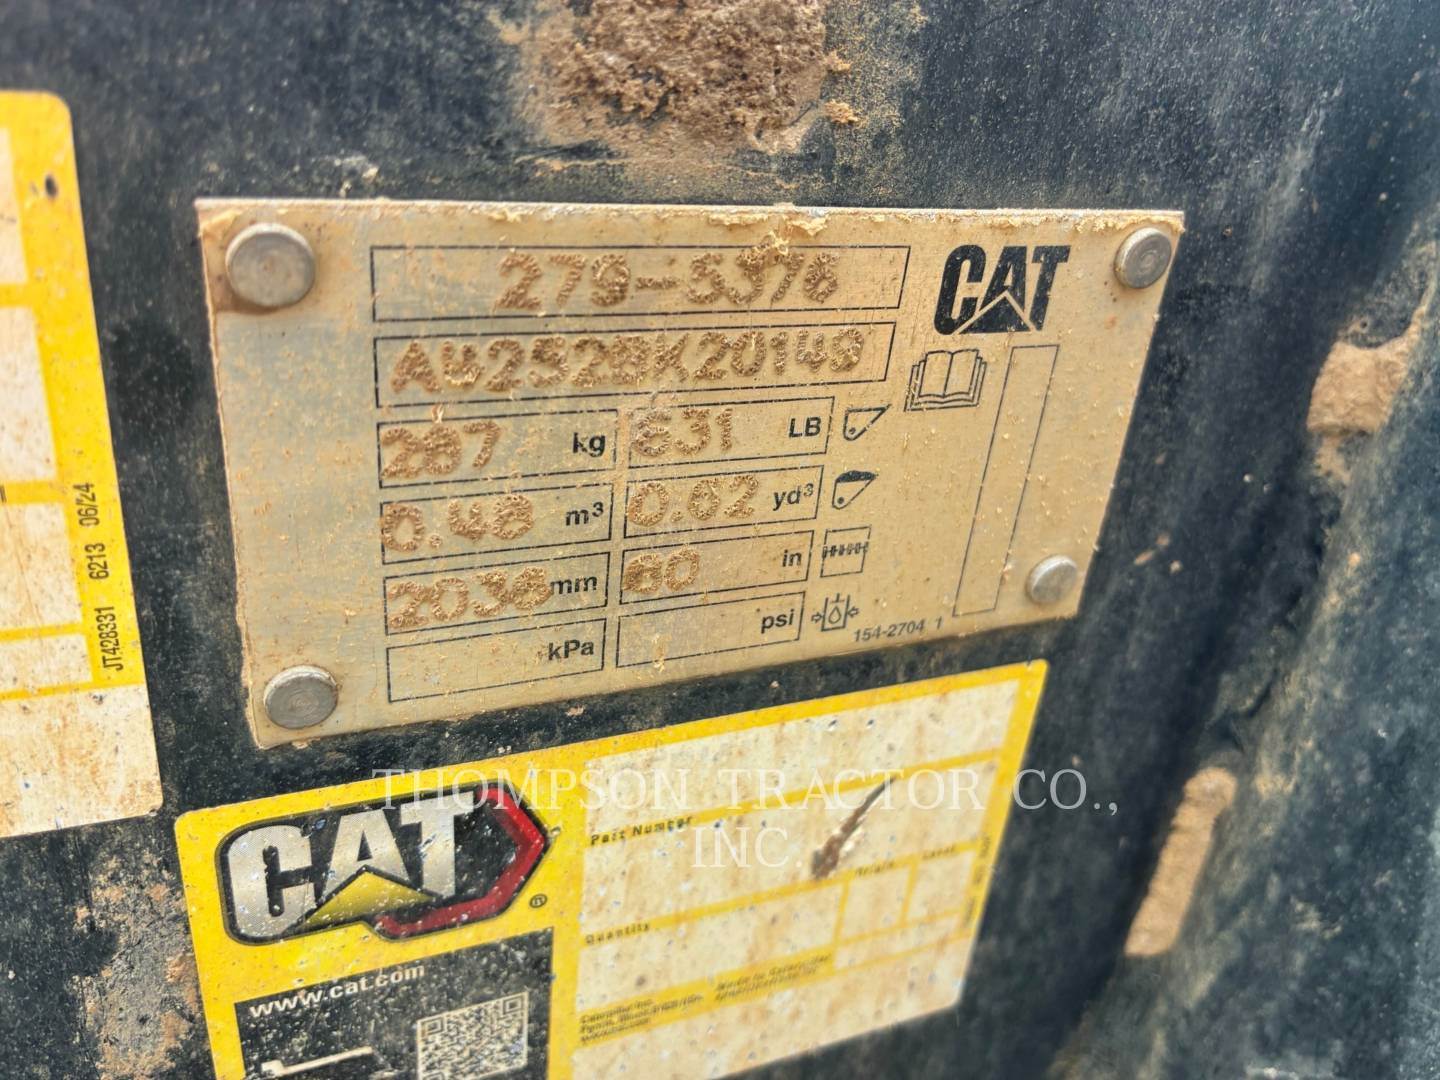 279-5376
CAT
A42528K20149
287 kg 631 LB
0.48 m³ 0.62 yd³
2036 mm 80 in
kPa psi
154-2704 1
JT428331 6213 06/24
THOMPSON TRACTOR CO.,
INC.
CAT
®
www.cat.com
Part Number
Quantity